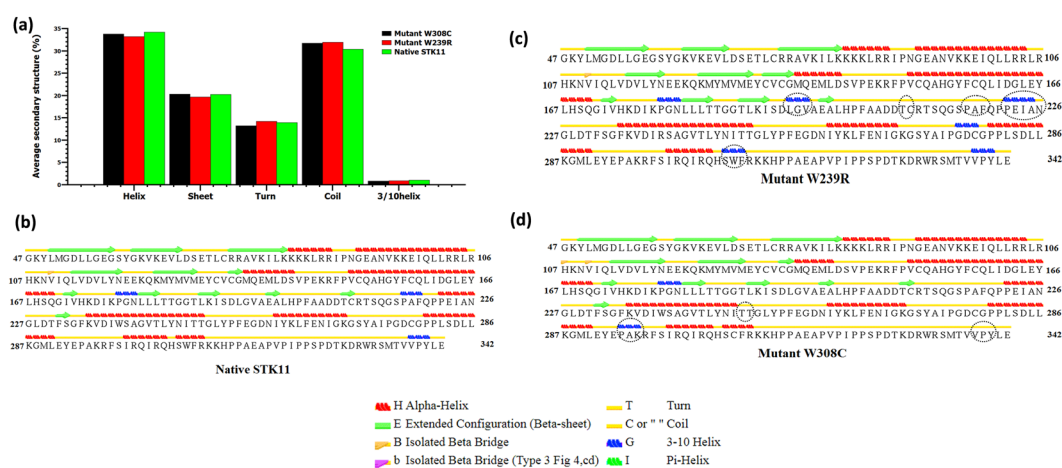 (a)
Average secondary structure (%)
35
30
25
20
15
10
5
0
Mutant W308C
Mutant W239R
Native STK11
Helix Sheet Turn Coil 3/10helix
(b)
47 GKYLMGDLLGEGSYGKVKEVLDSETLCRRAVKILKKKKLRRIPNGEANVKKEIQLLRRLR 106
107 HKNVIQLVDVLYNEEKQKMYMVMEYCVCGMQEMLDSVPEKRFPVCQAHGYFCQLIDGLEY 166
167 LHSQGIVHKDIKPGNLLLTTGGTLKISDLGVAEALHPFAADDTCRTSQGSPAFQPPEIAN 226
227 GLDTFSGFKVDIWSAGVTLYNITTGLYPFEGDNIYKLFENIGKGSYAIPGDCGPPLSDLL 286
287 KGMLEYEPAKRFSIRQIRQHSWFRKKHPPAEAPVPIPPSPDTKDRWRSMTVVPYLE 342
Native STK11
(c)
47 GKYLMGDLLGEGSYGKVKEVLDSETLCRRAVKILKKKKLRRIPNGEANVKKEIQLLRRLR 106
107 HKNVIQLVDVLYNEEKQKMYMVMEYCVCGMQEMLDSVPEKRFPVCQAHGYFCQLIDGLEY 166
167 LHSQGIVHKDIKPGNLLLTTGGTLKISDLGVAEALHPFAADDTCRTSQGSPAFQPPEIAN 226
227 GLDTFSGFKVDIRSAGVTLYNITTGLYPFEGDNIYKLFENIGKGSYAIPGDCGPPLSDLL 286
287 KGMLEYEPAKRFSIRQIRQHSWFRKKHPPAEAPVPIPPSPDTKDRWRSMTVVPYLE 342
Mutant W239R
(d)
47 GKYLMGDLLGEGSYGKVKEVLDSETLCRRAVKILKKKKLRRIPNGEANVKKEIQLLRRLR 106
107 HKNVIQLVDVLYNEEKQKMYMVMEYCVCGMQEMLDSVPEKRFPVCQAHGYFCQLIDGLEY 166
167 LHSQGIVHKDIKPGNLLLTTGGTLKISDLGVAEALHPFAADDTCRTSQGSPAFQPPEIAN 226
227 GLDTFSGFKVDIWSAGVTLYNITTGLYPFEGDNIYKLFENIGKGSYAIPGDCGPPLSDLL 286
287 KGMLEYEPAKRFSIRQIRQHSCFRKKHPPAEAPVPIPPSPDTKDRWRSMTVVPYLE 342
Mutant W308C
H Alpha-Helix
E Extended Configuration (Beta-sheet)
B Isolated Beta Bridge
b Isolated Beta Bridge (Type 3 Fig 4,cd)
T Turn
C or " " Coil
G 3-10 Helix
I Pi-Helix